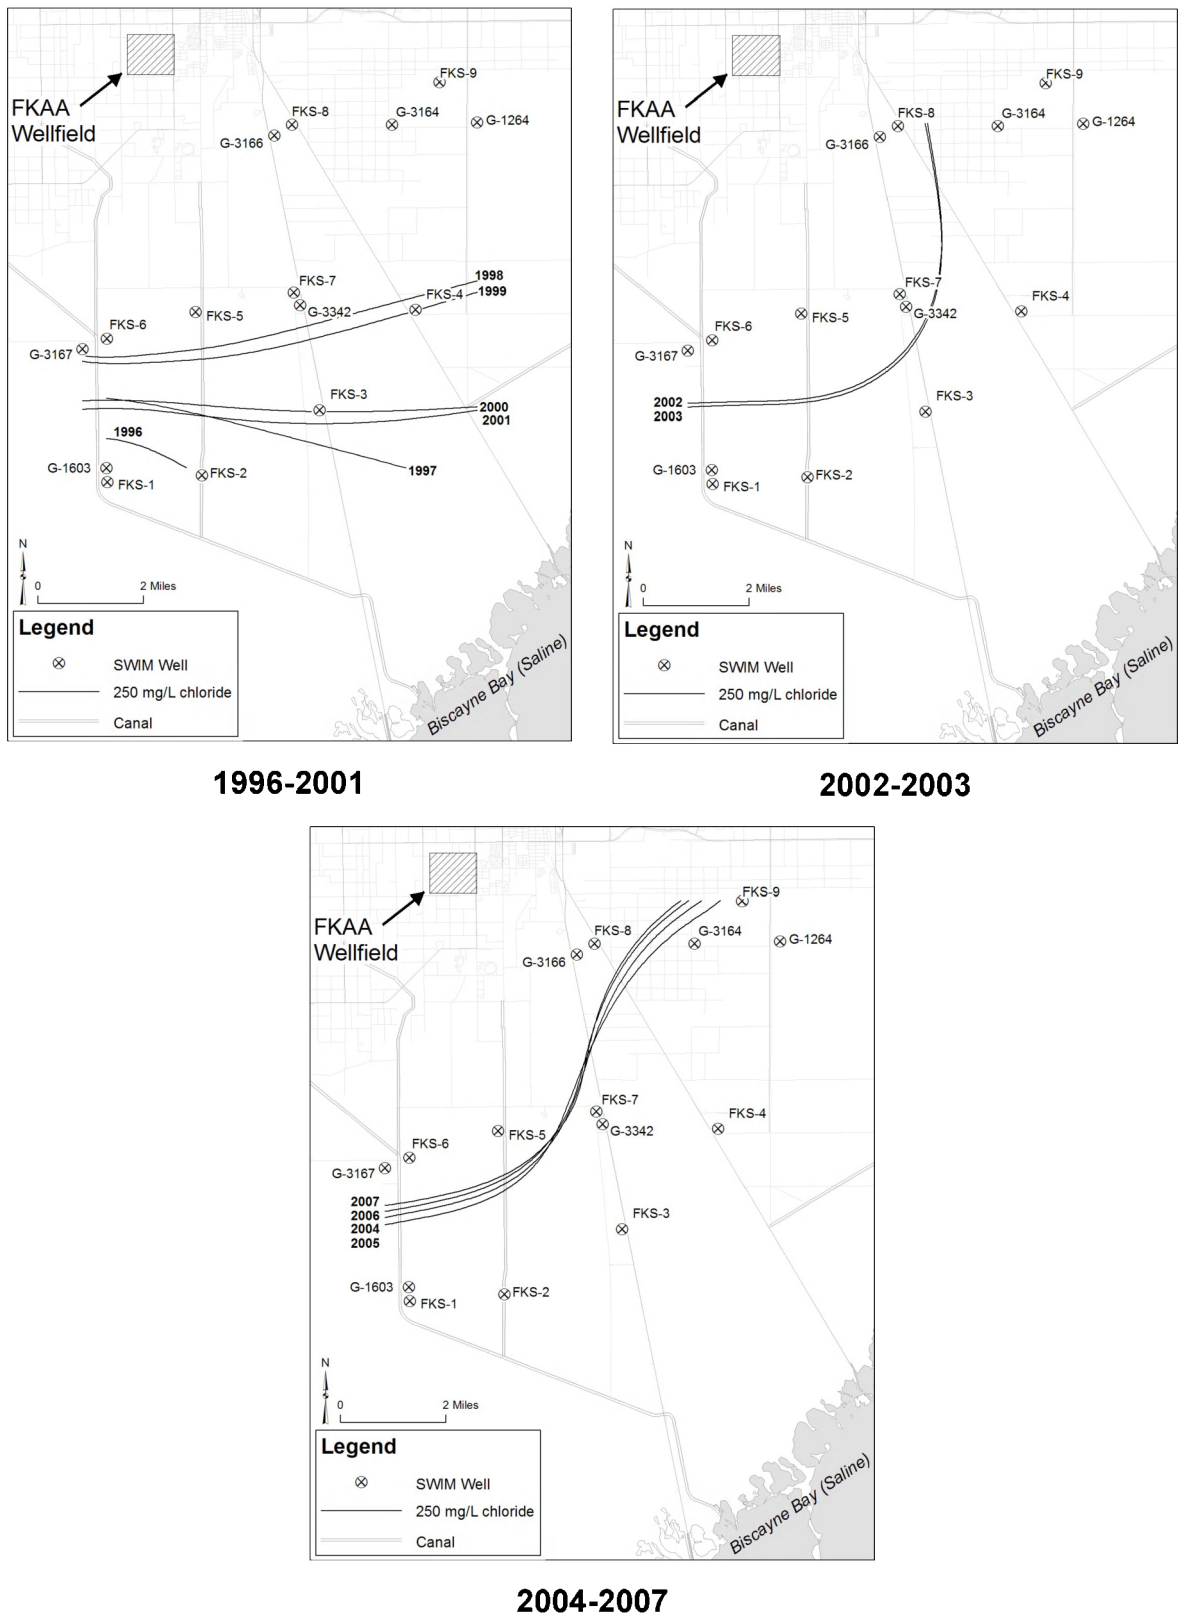 FKAA
Wellfield
FKS-9
FKS-8
G-3164
G-1264
G-3166
1998
FKS-7
1999
FKS-4
G-3342
FKS-5
FKS-6
G-3167
FKS-3
2000
2001
1996
1997
G-1603
FKS-2
FKS-1
N
0 2 Miles
Legend
SWIM Well
250 mg/L chloride
Canal
Biscayne Bay (Saline)
1996-2001
FKAA
Wellfield
FKS-9
FKS-8
G-3164
G-1264
G-3166
FKS-7
FKS-4
G-3342
FKS-5
FKS-6
G-3167
2002
2003
FKS-3
G-1603
FKS-2
FKS-1
N
0 2 Miles
Legend
SWIM Well
250 mg/L chloride
Canal
Biscayne Bay (Saline)
2002-2003
FKAA
Wellfield
FKS-9
FKS-8
G-3164
G-1264
G-3166
FKS-7
FKS-4
G-3342
FKS-5
FKS-6
G-3167
2007
2006
2004
2005
FKS-3
G-1603
FKS-2
FKS-1
N
0 2 Miles
Legend
SWIM Well
250 mg/L chloride
Canal
Biscayne Bay (Saline)
2004-2007